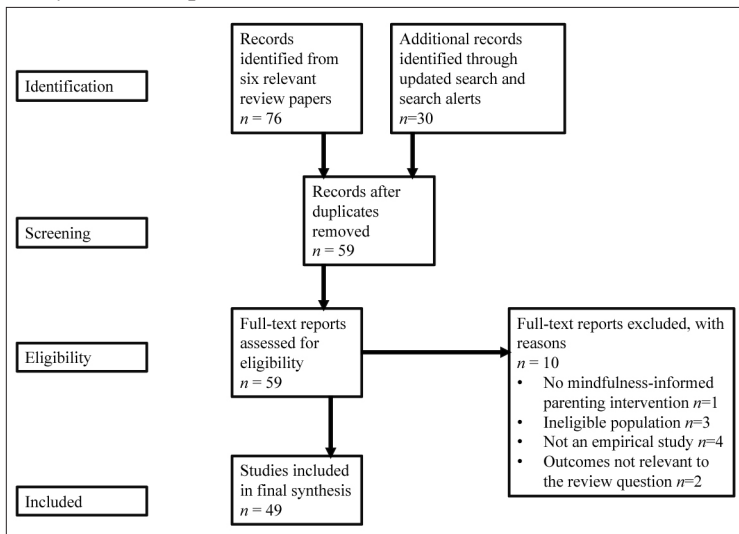 Identification
Records
identified from
six relevant
review papers
n = 76
Additional records
identified through
updated search and
search alerts
n=30
Screening
Records after
duplicates
removed
n = 59
Eligibility
Full-text reports
assessed for
eligibility
n = 59
Full-text reports excluded, with
reasons
n = 10
• No mindfulness-informed
parenting intervention n=1
• Ineligible population n=3
• Not an empirical study n=4
• Outcomes not relevant to
the review question n=2
Included
Studies included
in final synthesis
n = 49